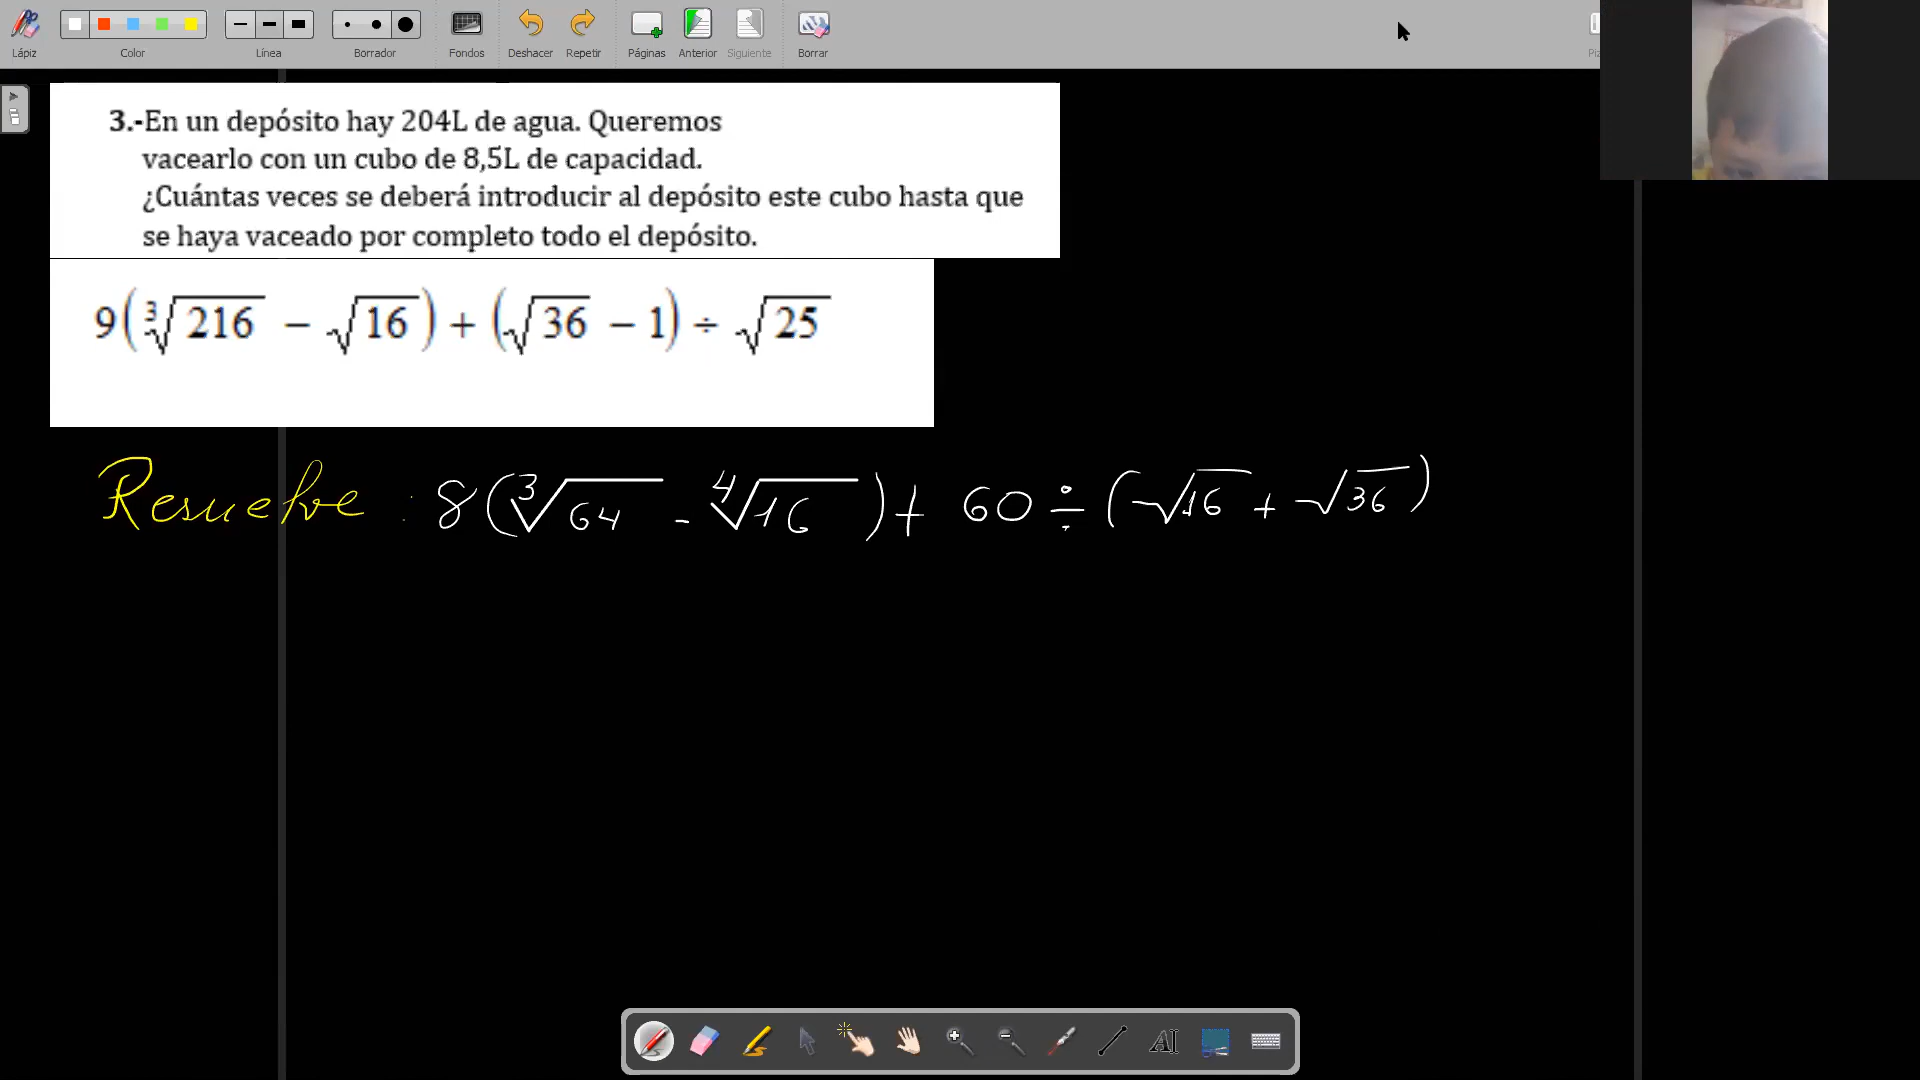 Lápiz Color Línea Borrador Fondos Deshacer Repetir Páginas Anterior Siguiente Borrar
3.-En un depósito hay 204L de agua. Queremos
vacearlo con un cubo de 8,5L de capacidad.
¿Cuántas veces se deberá introducir al depósito este cubo hasta que
se haya vaceado por completo todo el depósito.
9(∛216 − √16) + (√36 − 1) ÷ √25
Resuelve : 8(∛64 - ∜16) + 60 ÷ (√16 + √36)